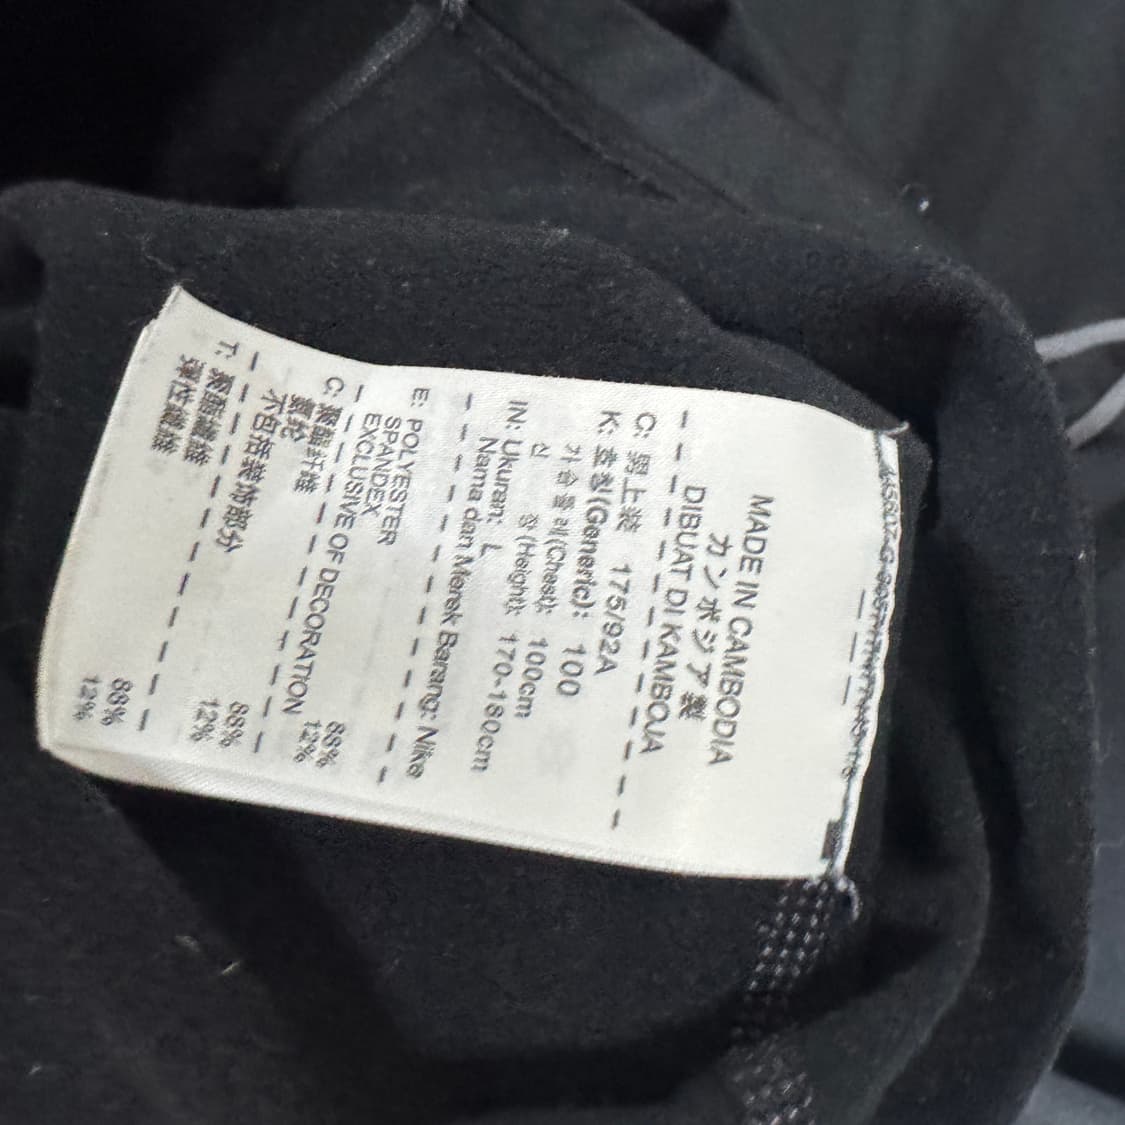 MADE IN CAMBODIA
カンボジア製
DIBUAT DI KAMBOJA
C: 男上装 175/92A
K: 호칭(Generic): 100
가슴둘레(Chest): 100cm
신 장(Height): 170-180cm
IN: Ukuran: L
Nama dan Merek Barang: Nike
E: POLYESTER 88%
SPANDEX 12%
EXCLUSIVE OF DECORATION
C: 聚酯纤维 88%
氨纶 12%
不包括装饰部分
T: 聚酯纖維 88%
彈性纖維 12%